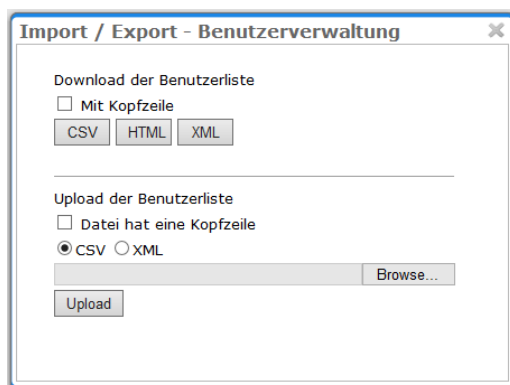 Import / Export - Benutzerverwaltung
Download der Benutzerliste
Mit Kopfzeile
CSV HTML XML
Upload der Benutzerliste
Datei hat eine Kopfzeile
CSV XML
Browse...
Upload